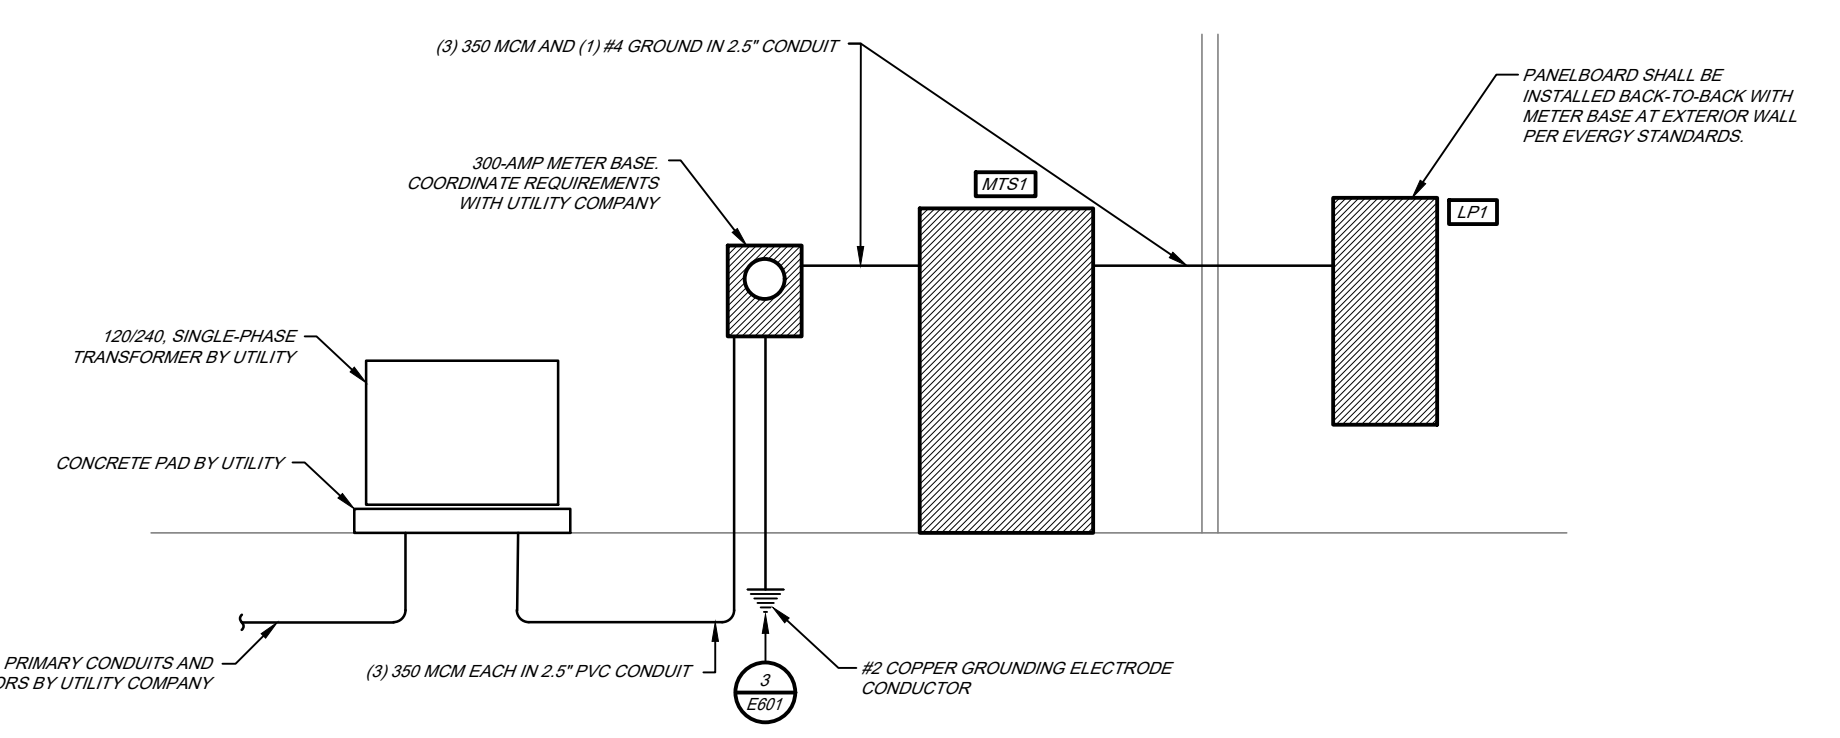 (3) 350 MCM AND (1) #4 GROUND IN 2.5" CONDUIT
PANELBOARD SHALL BE
INSTALLED BACK-TO-BACK WITH
METER BASE AT EXTERIOR WALL
PER EVERGY STANDARDS.
300-AMP METER BASE.
COORDINATE REQUIREMENTS
WITH UTILITY COMPANY
MTS1
LP1
120/240, SINGLE-PHASE
TRANSFORMER BY UTILITY
CONCRETE PAD BY UTILITY
PRIMARY CONDUITS AND
ORS BY UTILITY COMPANY
(3) 350 MCM EACH IN 2.5" PVC CONDUIT
3
E601
#2 COPPER GROUNDING ELECTRODE
CONDUCTOR